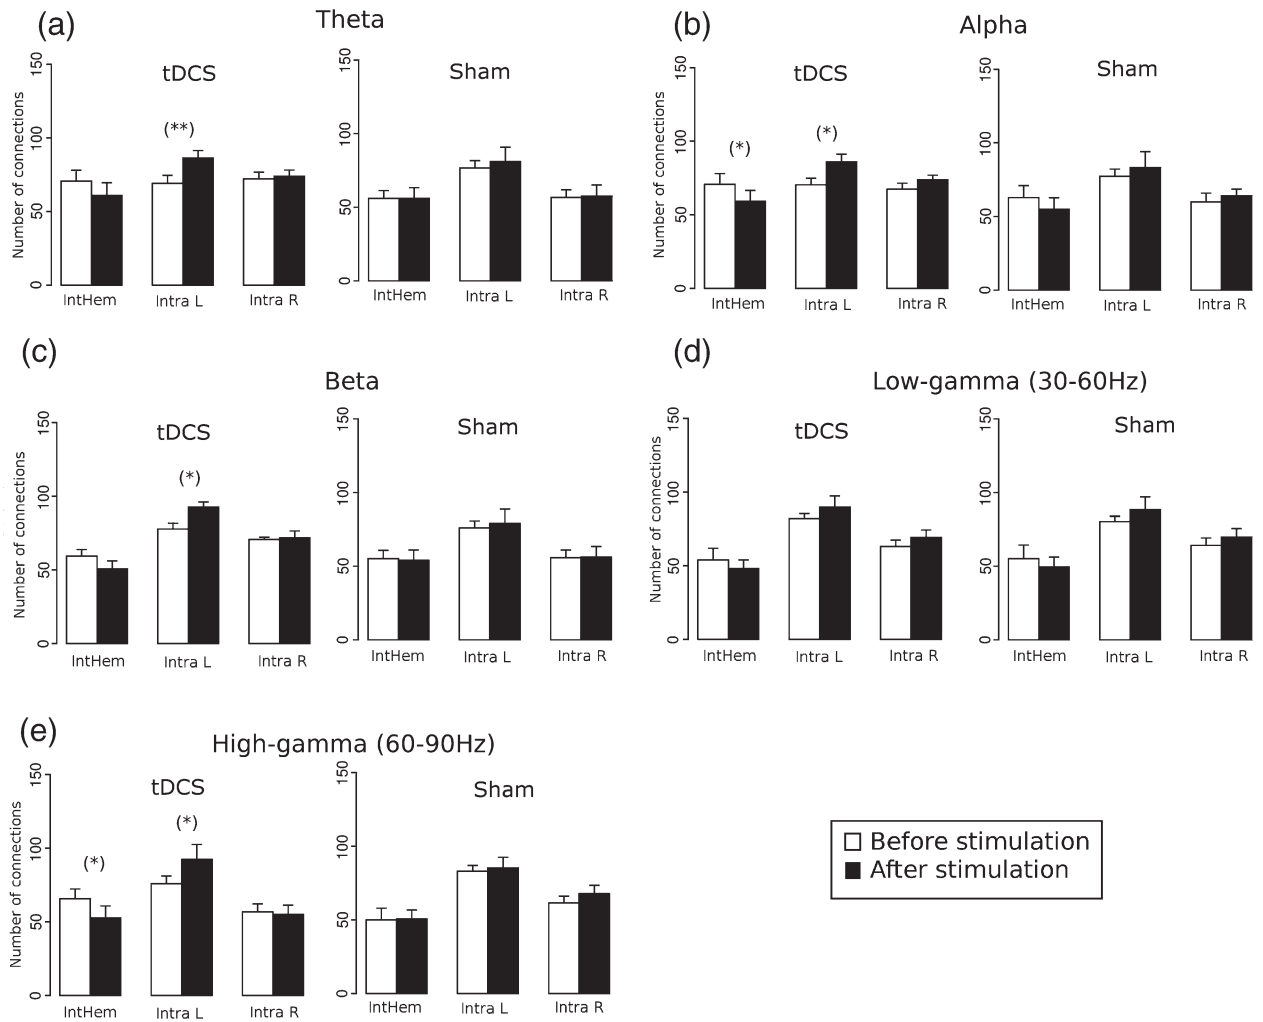 (a)
Theta
tDCS
Sham
(**)
Number of connections
0
50
100
150
0
50
100
150
IntHem
Intra L
Intra R
IntHem
Intra L
Intra R
(b)
Alpha
tDCS
Sham
(*)
(*)
Number of connections
0
50
100
150
0
50
100
150
IntHem
Intra L
Intra R
IntHem
Intra L
Intra R
(c)
Beta
tDCS
Sham
(*)
Number of connections
0
50
100
150
0
50
100
150
IntHem
Intra L
Intra R
IntHem
Intra L
Intra R
(d)
Low-gamma (30-60Hz)
tDCS
Sham
Number of connections
0
50
100
150
0
50
100
150
IntHem
Intra L
Intra R
IntHem
Intra L
Intra R
(e)
High-gamma (60-90Hz)
tDCS
Sham
(*)
(*)
Number of connections
0
50
100
150
0
50
100
150
IntHem
Intra L
Intra R
IntHem
Intra L
Intra R
Before stimulation
After stimulation